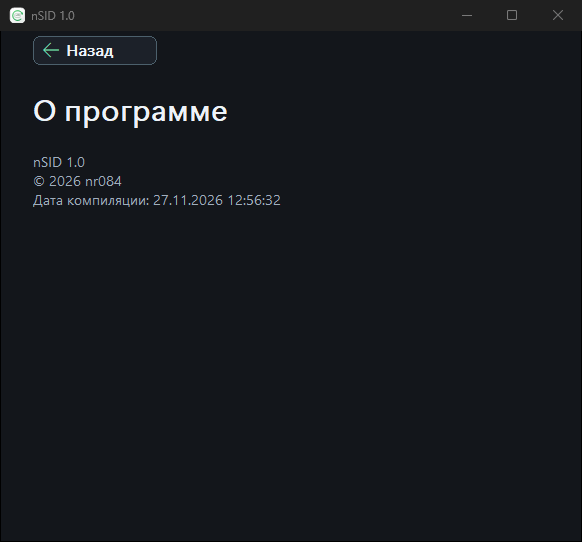 nSID 1.0
Назад
О программе
nSID 1.0
© 2026 nr084
Дата компиляции: 27.11.2026 12:56:32